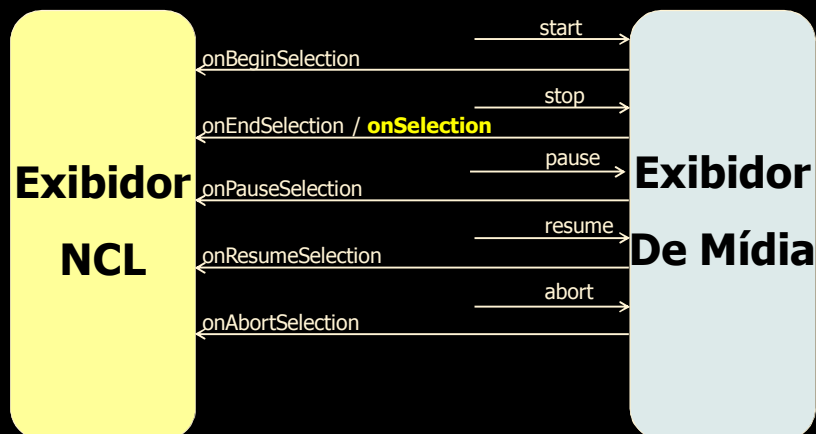 start
onBeginSelection
stop
onEndSelection / onSelection
pause
Exibidor
NCL
onPauseSelection
Exibidor
De Mídia
resume
onResumeSelection
abort
onAbortSelection